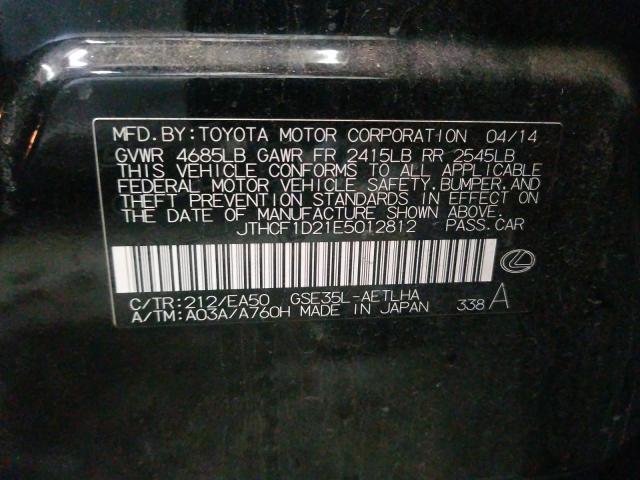 MFD. BY: TOYOTA MOTOR CORPORATION 04/14
GVWR 4685LB GAWR FR 2415LB RR 2545LB
THIS VEHICLE CONFORMS TO ALL APPLICABLE
FEDERAL MOTOR VEHICLE SAFETY, BUMPER, AND
THEFT PREVENTION STANDARDS IN EFFECT ON
THE DATE OF MANUFACTURE SHOWN ABOVE.
JTHCF1D21E5012812 PASS. CAR
C/TR: 212/EA50 GSE35L-AETLHA
A/TM: A03A/A760H MADE IN JAPAN 338 A